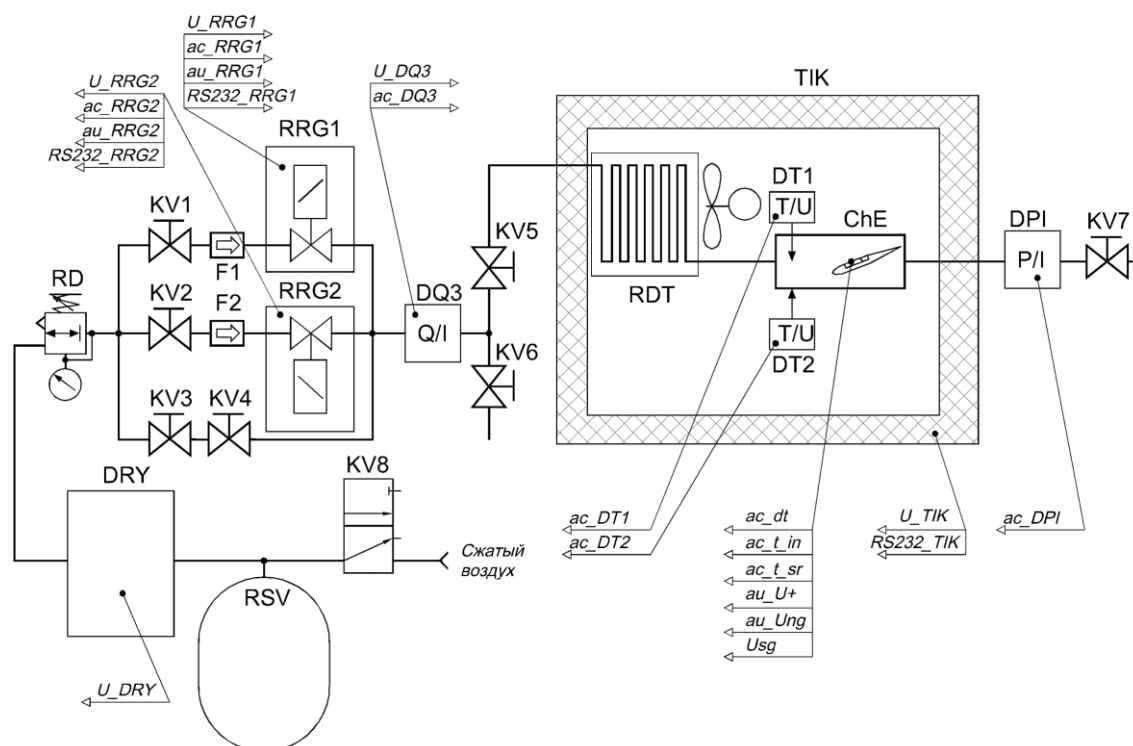 U_RRG1
ac_RRG1
au_RRG1
RS232_RRG1
U_RRG2
ac_RRG2
au_RRG2
RS232_RRG2
U_DQ3
ac_DQ3
TIK
RRG1
KV1
F1
RD
KV2
F2
RRG2
DQ3
Q/I
KV5
KV6
KV3
KV4
RDT
DT1
T/U
ChE
T/U
DT2
DPI
P/I
KV7
DRY
KV8
Сжатый
воздух
RSV
U_DRY
ac_DT1
ac_DT2
ac_dt
ac_t_in
ac_t_sr
au_U+
au_Ung
Usg
U_TIK
RS232_TIK
ac_DPI